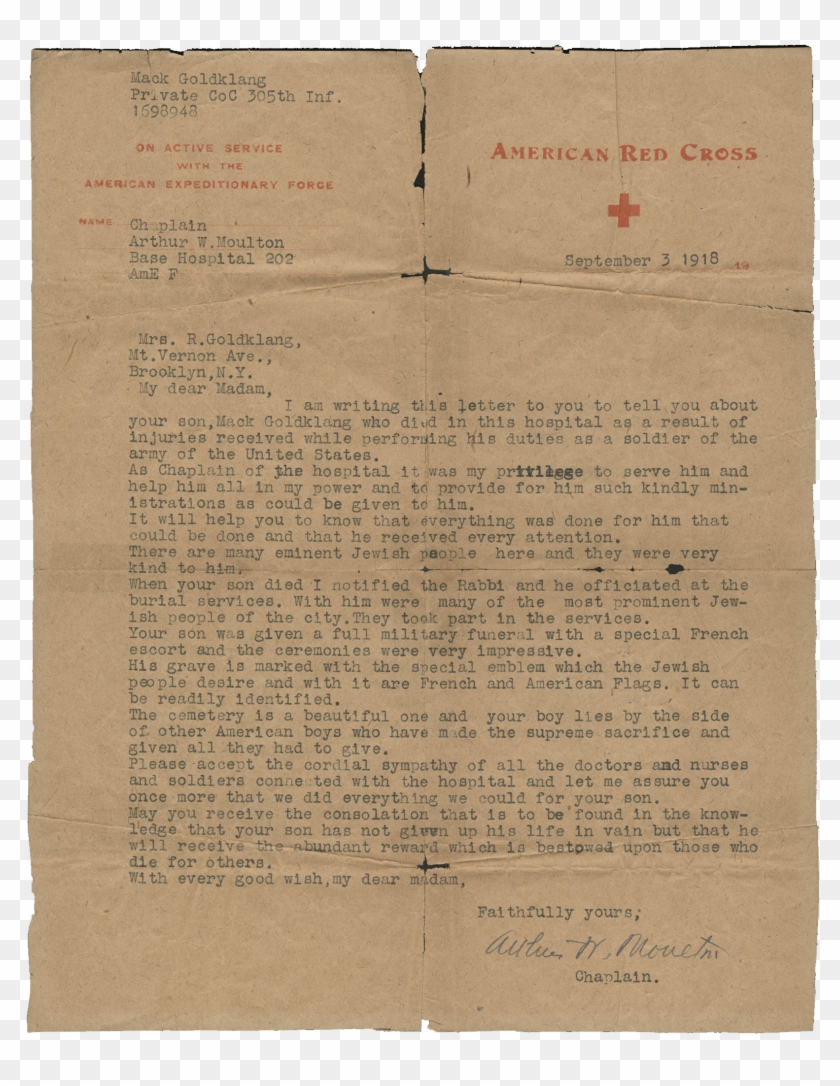 Mack Goldklang
Private CoC 305th Inf.
1698948
ON ACTIVE SERVICE
WITH THE
AMERICAN EXPEDITIONARY FORCE
AMERICAN RED CROSS
NAME Chaplain
Arthur W.Moulton
Base Hospital 202
AmE F
September 3 1918 19
Mrs. R.Goldklang,
Mt.Vernon Ave.,
Brooklyn,N.Y.
My dear Madam,
I am writing this letter to you to tell you about
your son,Mack Goldklang who died in this hospital as a result of
injuries received while performing his duties as a soldier of the
army of the United States.
As Chaplain of the hospital it was my privilege to serve him and
help him all in my power and to provide for him such kindly min-
istrations as could be given to him.
It will help you to know that everything was done for him that
could be done and that he received every attention.
There are many eminent Jewish people here and they were very
kind to him.
When your son died I notified the Rabbi and he officiated at the
burial services. With him were many of the most prominent Jew-
ish people of the city.They took part in the services.
Your son was given a full military funeral with a special French
escort and the ceremonies were very impressive.
His grave is marked with the special emblem which the Jewish
people desire and with it are French and American Flags. It can
be readily identified.
The cemetery is a beautiful one and your boy lies by the side
of other American boys who have made the supreme sacrifice and
given all they had to give.
Please accept the cordial sympathy of all the doctors and nurses
and soldiers connected with the hospital and let me assure you
once more that we did everything we could for your son.
May you receive the consolation that is to be found in the know-
ledge that your son has not given up his life in vain but that he
will receive the abundant reward which is bestowed upon those who
die for others.
With every good wish,my dear madam,
Faithfully yours,
Arthur W. Moulton
Chaplain.